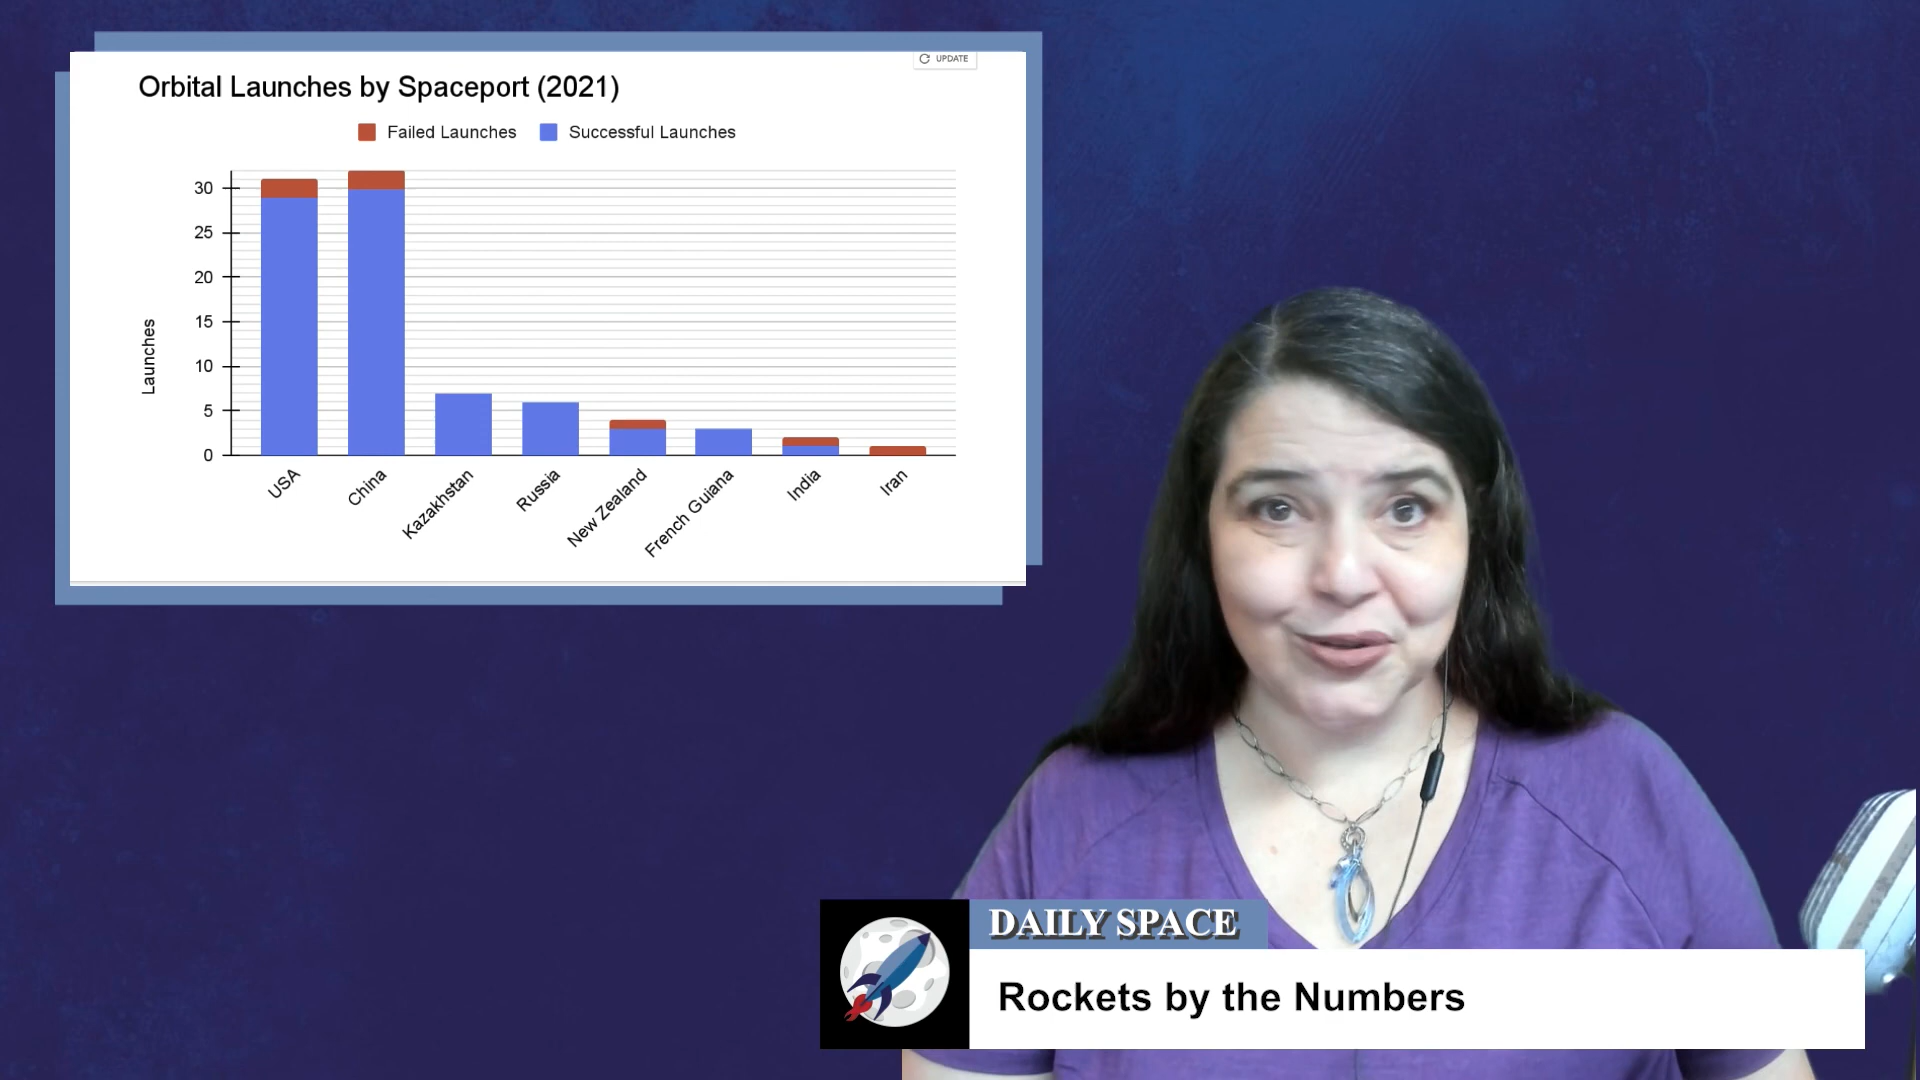 UPDATE
Orbital Launches by Spaceport (2021)
Failed Launches
Successful Launches
30
25
20
15
10
5
0
Launches
USA
China
Kazakhstan
Russia
New Zealand
French Guiana
India
Iran
DAILY SPACE
Rockets by the Numbers